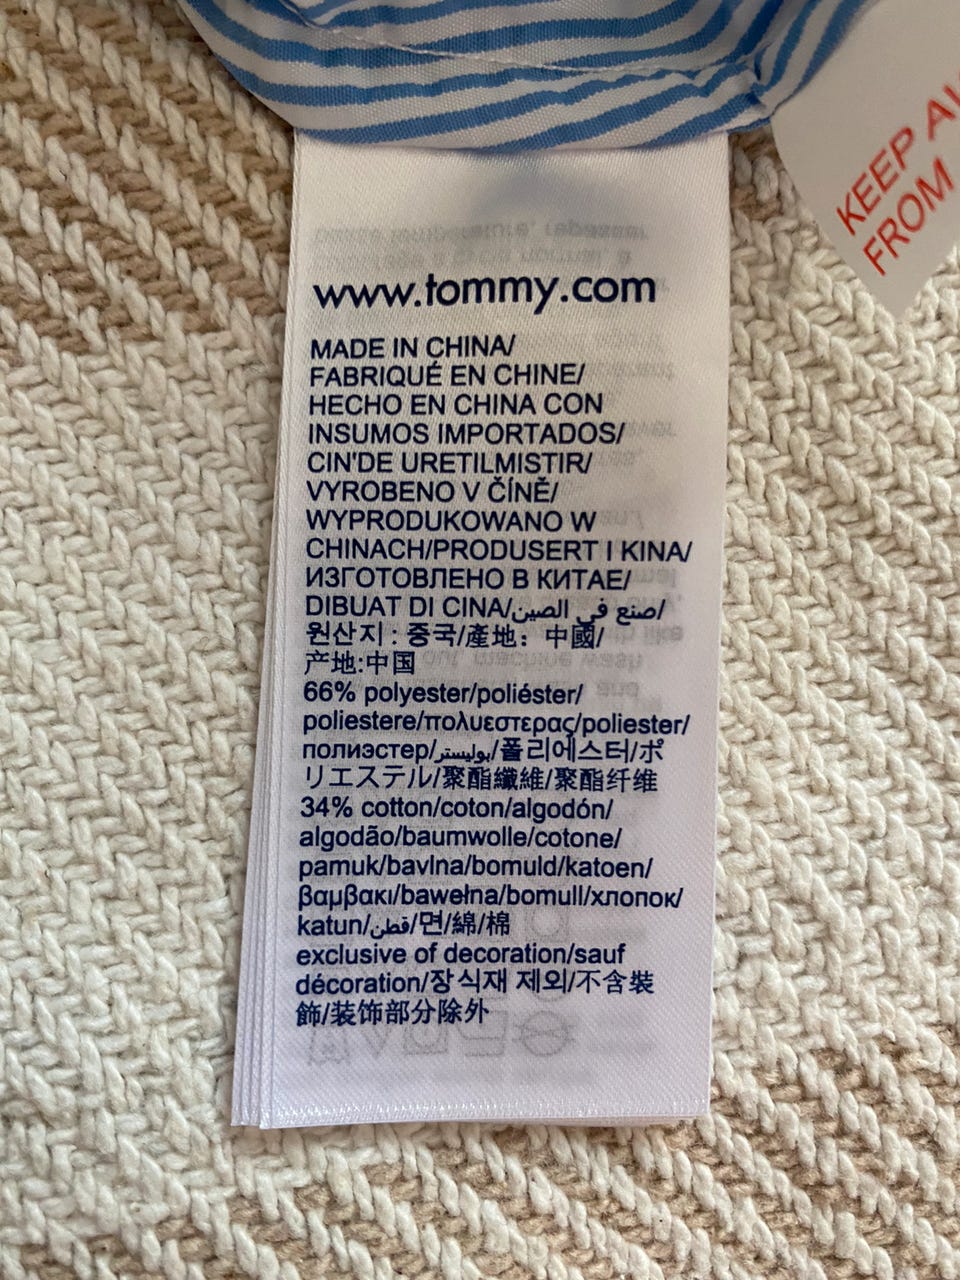 KEEP
FROM
www.tommy.com
MADE IN CHINA/
FABRIQUÉ EN CHINE/
HECHO EN CHINA CON
INSUMOS IMPORTADOS/
CIN'DE URETILMISTIR/
VYROBENO V ČÍNĚ/
WYPRODUKOWANO W
CHINACH/PRODUSERT I KINA/
ИЗГОТОВЛЕНО В КИТАЕ/
DIBUAT DI CINA/صنع في الصين/
원산지 : 중국/產地: 中國/
产地:中国
66% polyester/poliéster/
poliestere/πολυεστερας/poliester/
полиэстер/بوليستر/폴리에스터/ポ
リエステル/聚酯纖維/聚酯纤维
34% cotton/coton/algodón/
algodão/baumwolle/cotone/
pamuk/bavlna/bomuld/katoen/
βαμβακι/bawełna/bomull/хлопок/
katun/قطن/면/綿/棉
exclusive of decoration/sauf
décoration/장식재 제외/不含裝
飾/装饰部分除外